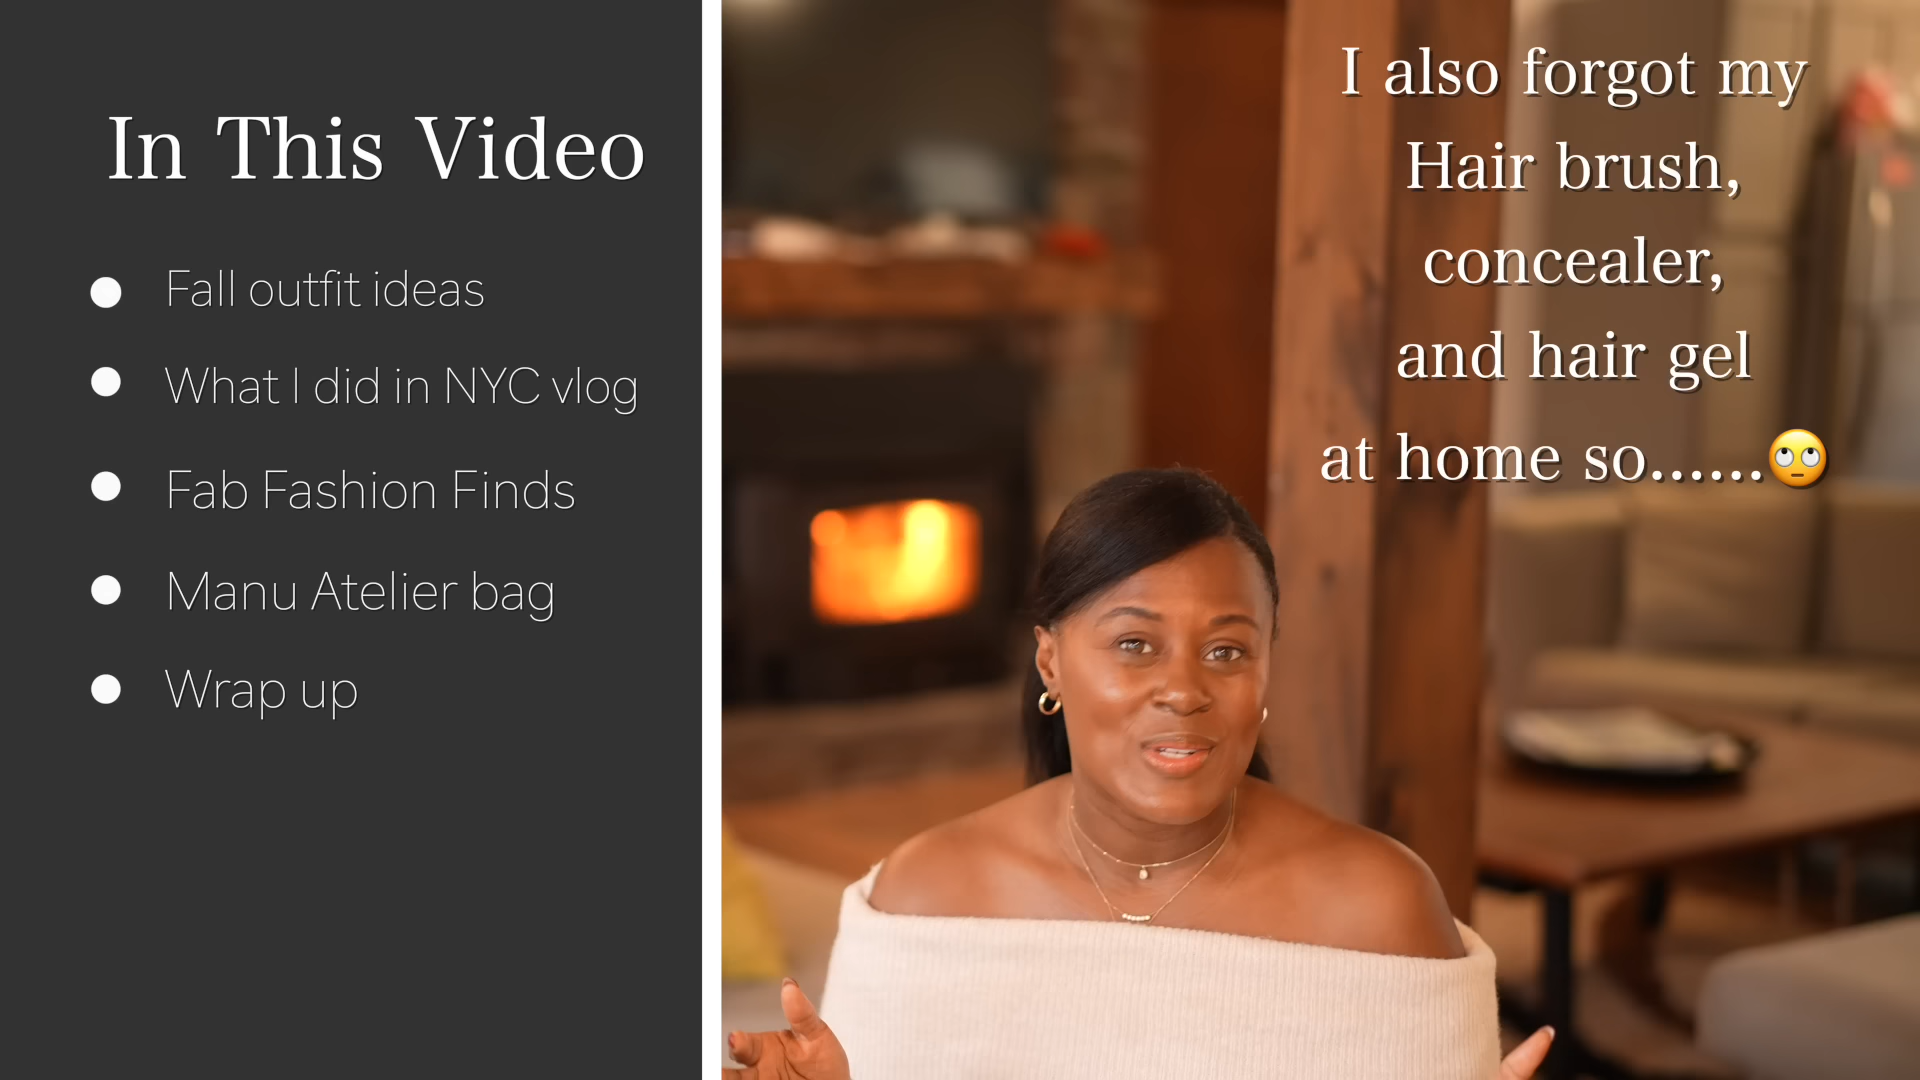 In This Video
Fall outfit ideas
What I did in NYC vlog
Fab Fashion Finds
Manu Atelier bag
Wrap up
I also forgot my
Hair brush,
concealer,
and hair gel
at home so......🙄